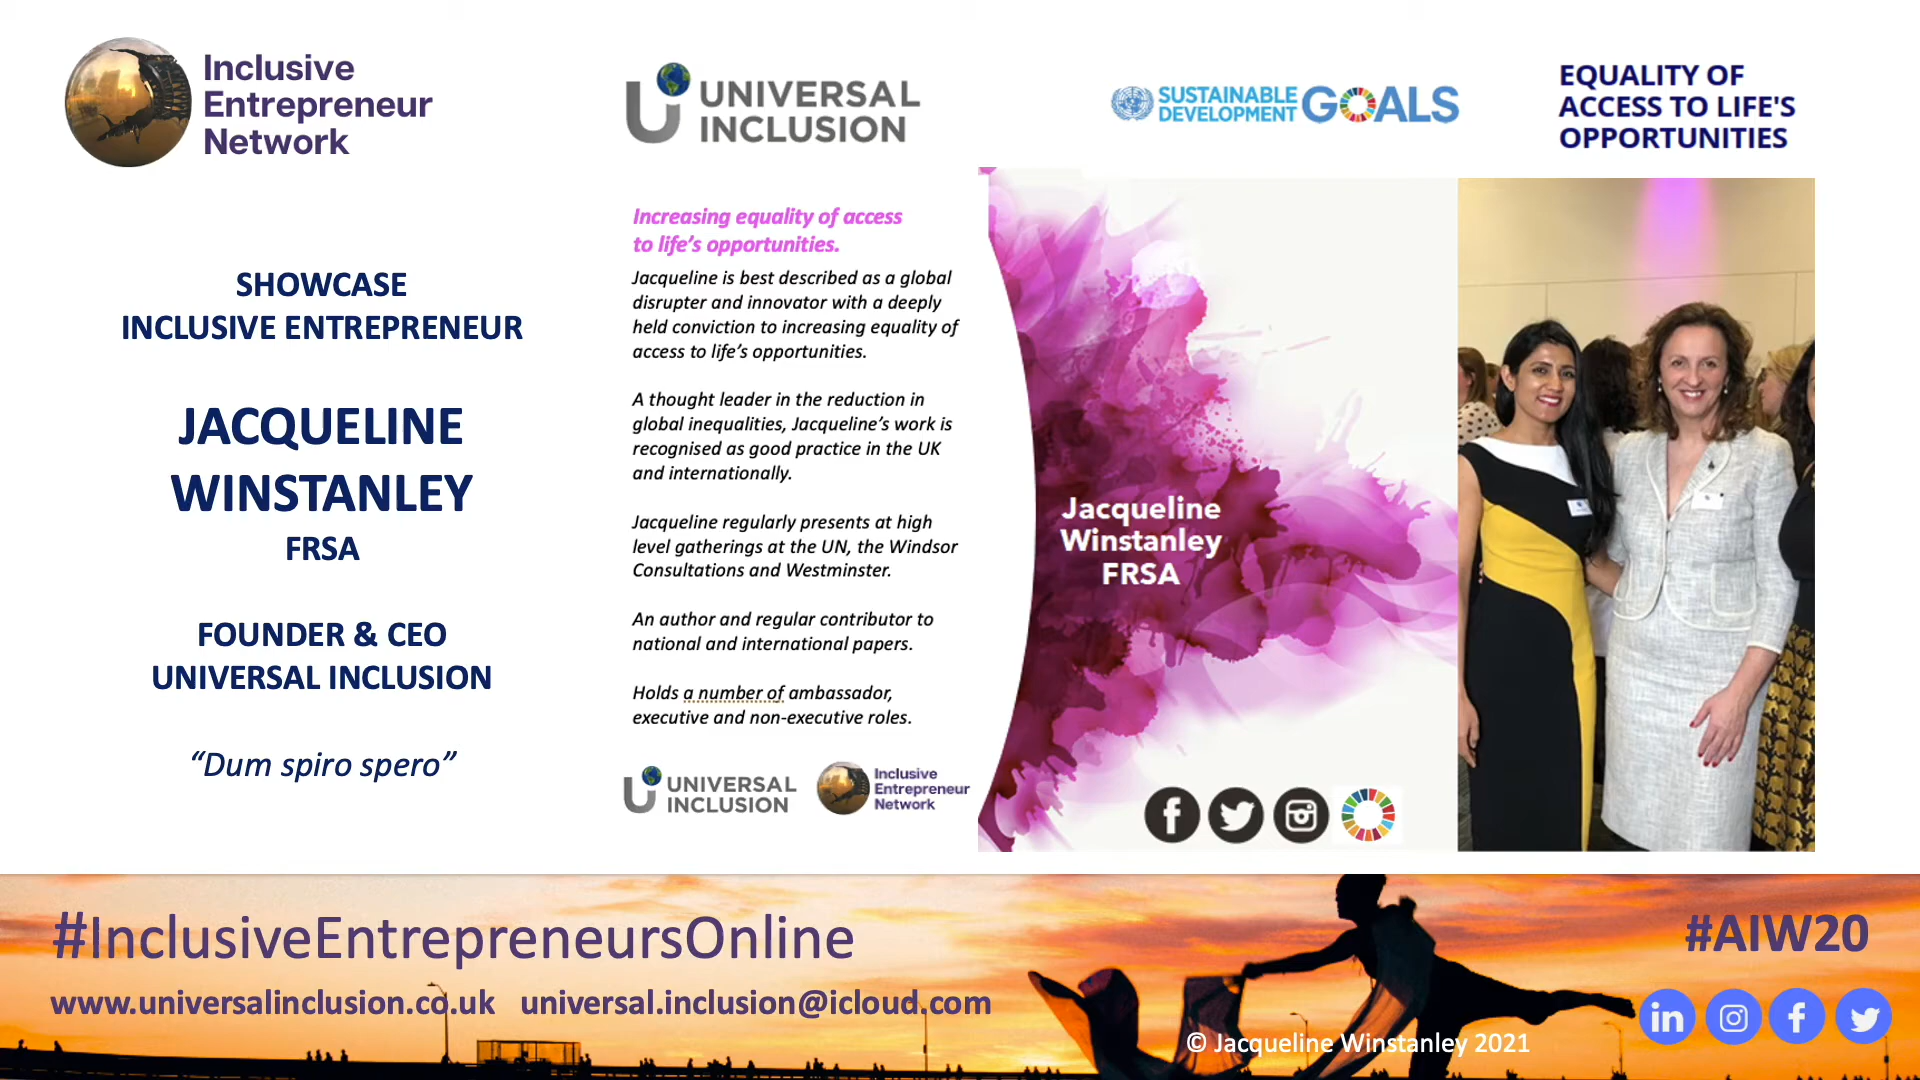 Inclusive
Entrepreneur
Network
UNIVERSAL
INCLUSION
SUSTAINABLE
DEVELOPMENT
GOALS
EQUALITY OF
ACCESS TO LIFE'S
OPPORTUNITIES
SHOWCASE
INCLUSIVE ENTREPRENEUR
JACQUELINE
WINSTANLEY
FRSA
FOUNDER & CEO
UNIVERSAL INCLUSION
“Dum spiro spero”
Increasing equality of access
to life’s opportunities.
Jacqueline is best described as a global
disrupter and innovator with a deeply
held conviction to increasing equality of
access to life’s opportunities.
A thought leader in the reduction in
global inequalities, Jacqueline’s work is
recognised as good practice in the UK
and internationally.
Jacqueline regularly presents at high
level gatherings at the UN, the Windsor
Consultations and Westminster.
An author and regular contributor to
national and international papers.
Holds a number of ambassador,
executive and non-executive roles.
UNIVERSAL
INCLUSION
Inclusive
Entrepreneur
Network
Jacqueline
Winstanley
FRSA
#InclusiveEntrepreneursOnline
#AIW20
www.universalinclusion.co.uk universal.inclusion@icloud.com
© Jacqueline Winstanley 2021